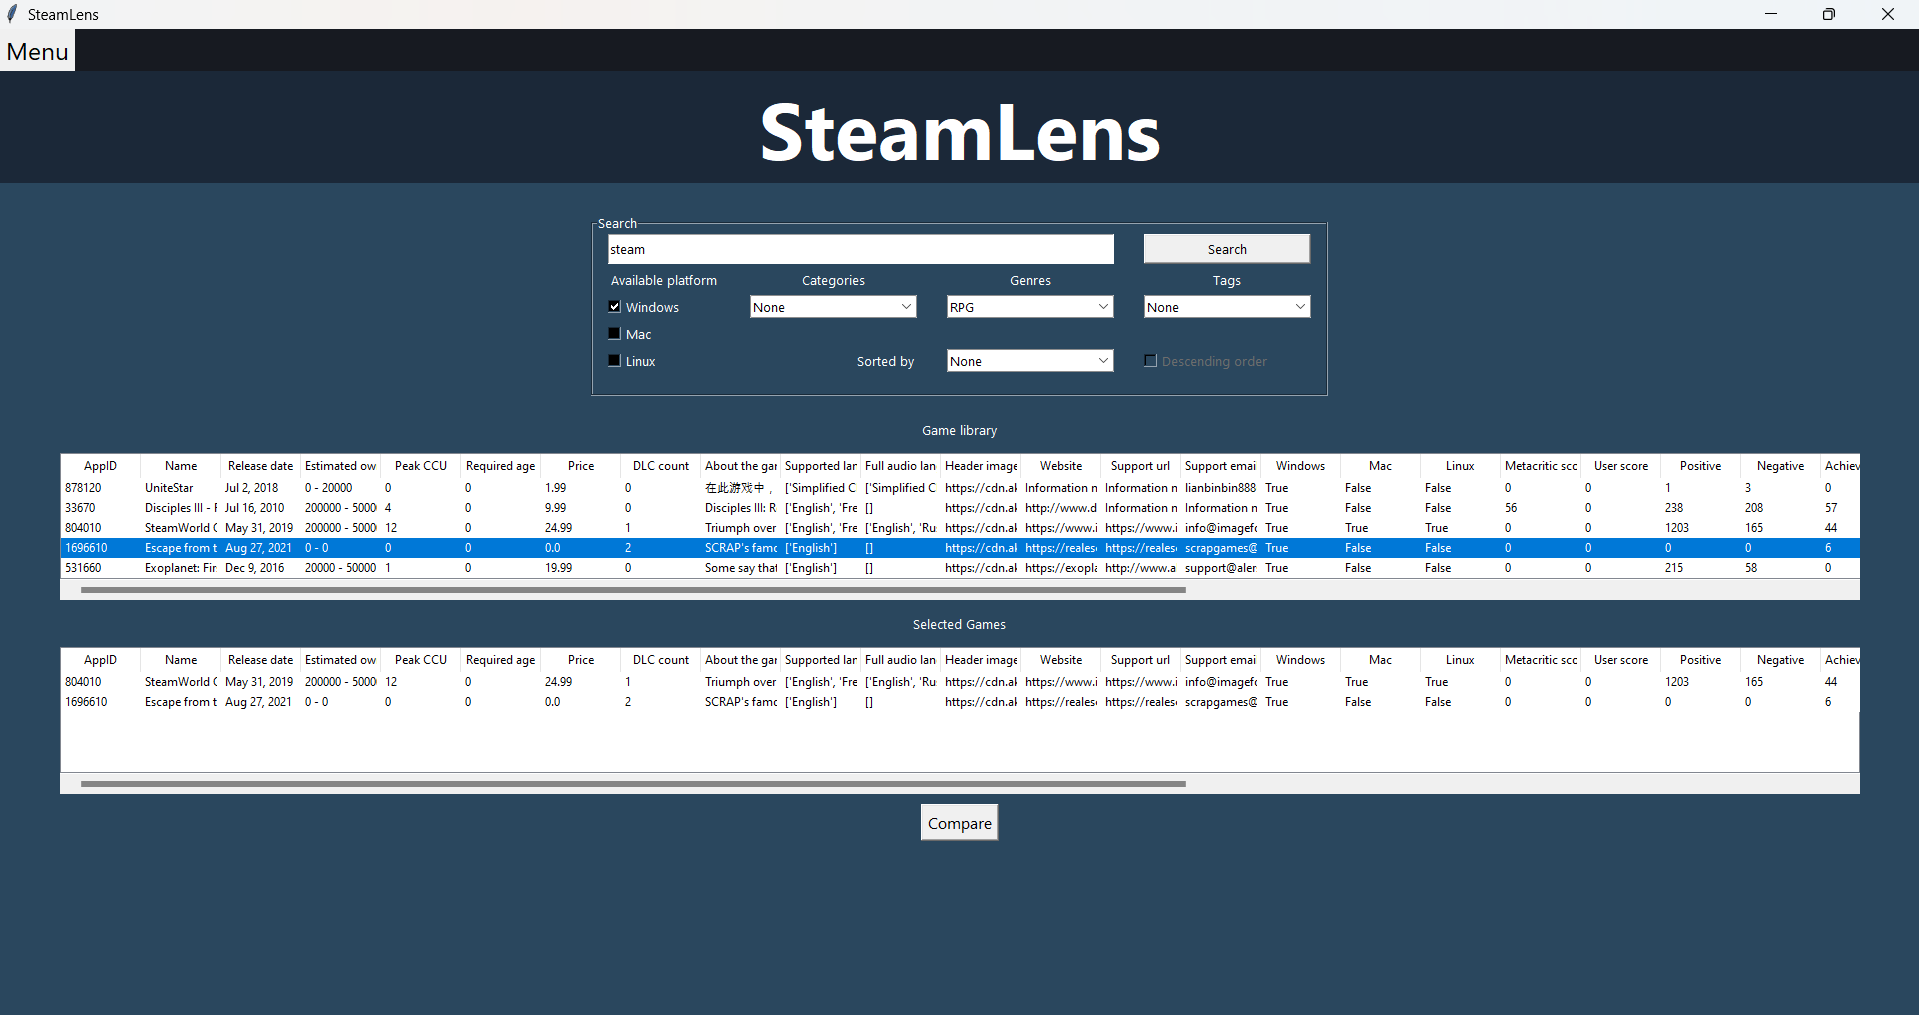 SteamLens
Menu
SteamLens
Search
steam Search
Available platform Categories Genres Tags
Windows None RPG None
Mac
Linux Sorted by None Descending order
Game library
AppID Name Release date Estimated ow Peak CCU Required age Price DLC count About the gar Supported lar Full audio lan Header image Website Support url Support emai Windows Mac Linux Metacritic scc User score Positive Negative Achiev
878120 UniteStar Jul 2, 2018 0 - 20000 0 0 1.99 0 在此游戏中， ['Simplified C ['Simplified C https://cdn.ak Information n Information n lianbinbin888 True False False 0 0 1 3 0
33670 Disciples III - F Jul 16, 2010 200000 - 5000 4 0 9.99 0 Disciples III: R ['English', 'Fre [] https://cdn.ak http://www.d Information n Information n True False False 56 0 238 208 57
804010 SteamWorld ( May 31, 2019 200000 - 5000 12 0 24.99 1 Triumph over ['English', 'Fre ['English', 'Ru https://cdn.ak https://www.i https://www.i info@imagefc True True True 0 0 1203 165 44
1696610 Escape from t Aug 27, 2021 0 - 0 0 0 0.0 2 SCRAP's famc ['English'] [] https://cdn.ak https://reales https://reales scrapgames@ True False False 0 0 0 0 6
531660 Exoplanet: Fir Dec 9, 2016 20000 - 50000 1 0 19.99 0 Some say that ['English'] [] https://cdn.ak https://exopla http://www.a support@aler True False False 0 0 215 58 0
Selected Games
AppID Name Release date Estimated ow Peak CCU Required age Price DLC count About the gar Supported lar Full audio lan Header image Website Support url Support emai Windows Mac Linux Metacritic scc User score Positive Negative Achiev
804010 SteamWorld ( May 31, 2019 200000 - 5000 12 0 24.99 1 Triumph over ['English', 'Fre ['English', 'Ru https://cdn.ak https://www.i https://www.i info@imagefc True True True 0 0 1203 165 44
1696610 Escape from t Aug 27, 2021 0 - 0 0 0 0.0 2 SCRAP's famc ['English'] [] https://cdn.ak https://reales https://reales scrapgames@ True False False 0 0 0 0 6
Compare